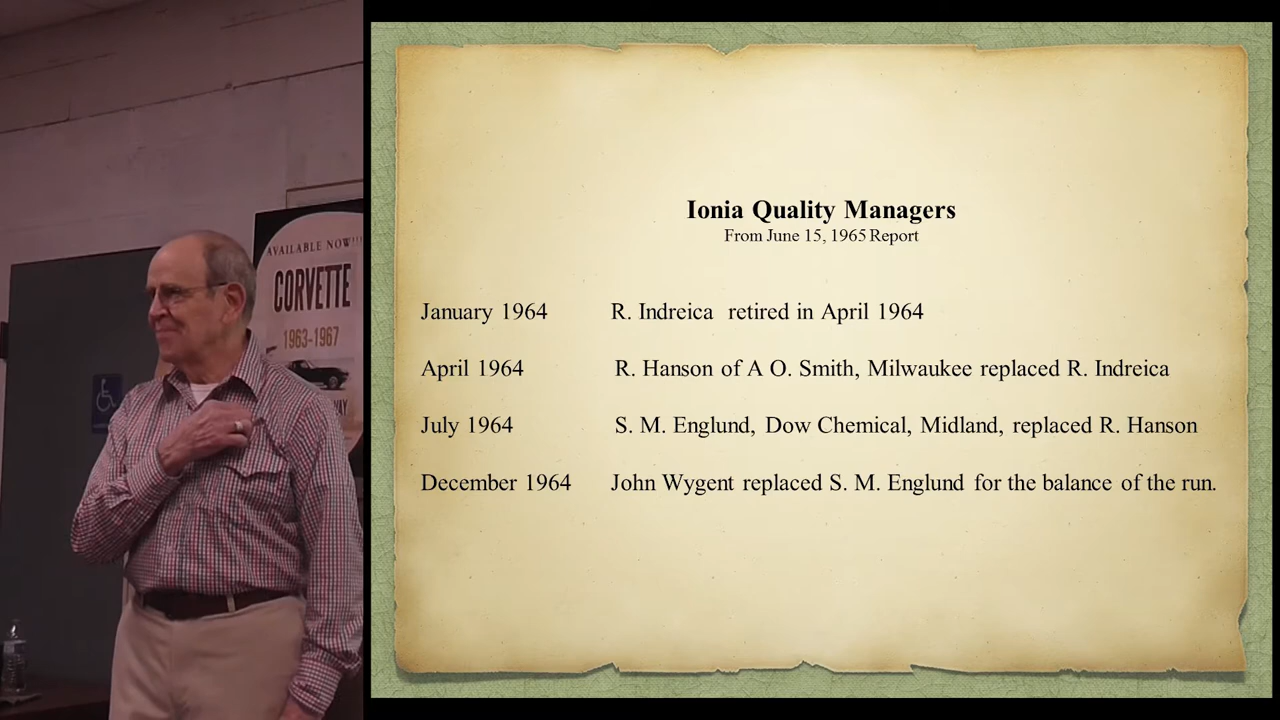 AVAILABLE NOW!!!
CORVETTE
1963-1967
WAY
Ionia Quality Managers
From June 15, 1965 Report
January 1964 R. Indreica retired in April 1964
April 1964 R. Hanson of A O. Smith, Milwaukee replaced R. Indreica
July 1964 S. M. Englund, Dow Chemical, Midland, replaced R. Hanson
December 1964 John Wygent replaced S. M. Englund for the balance of the run.